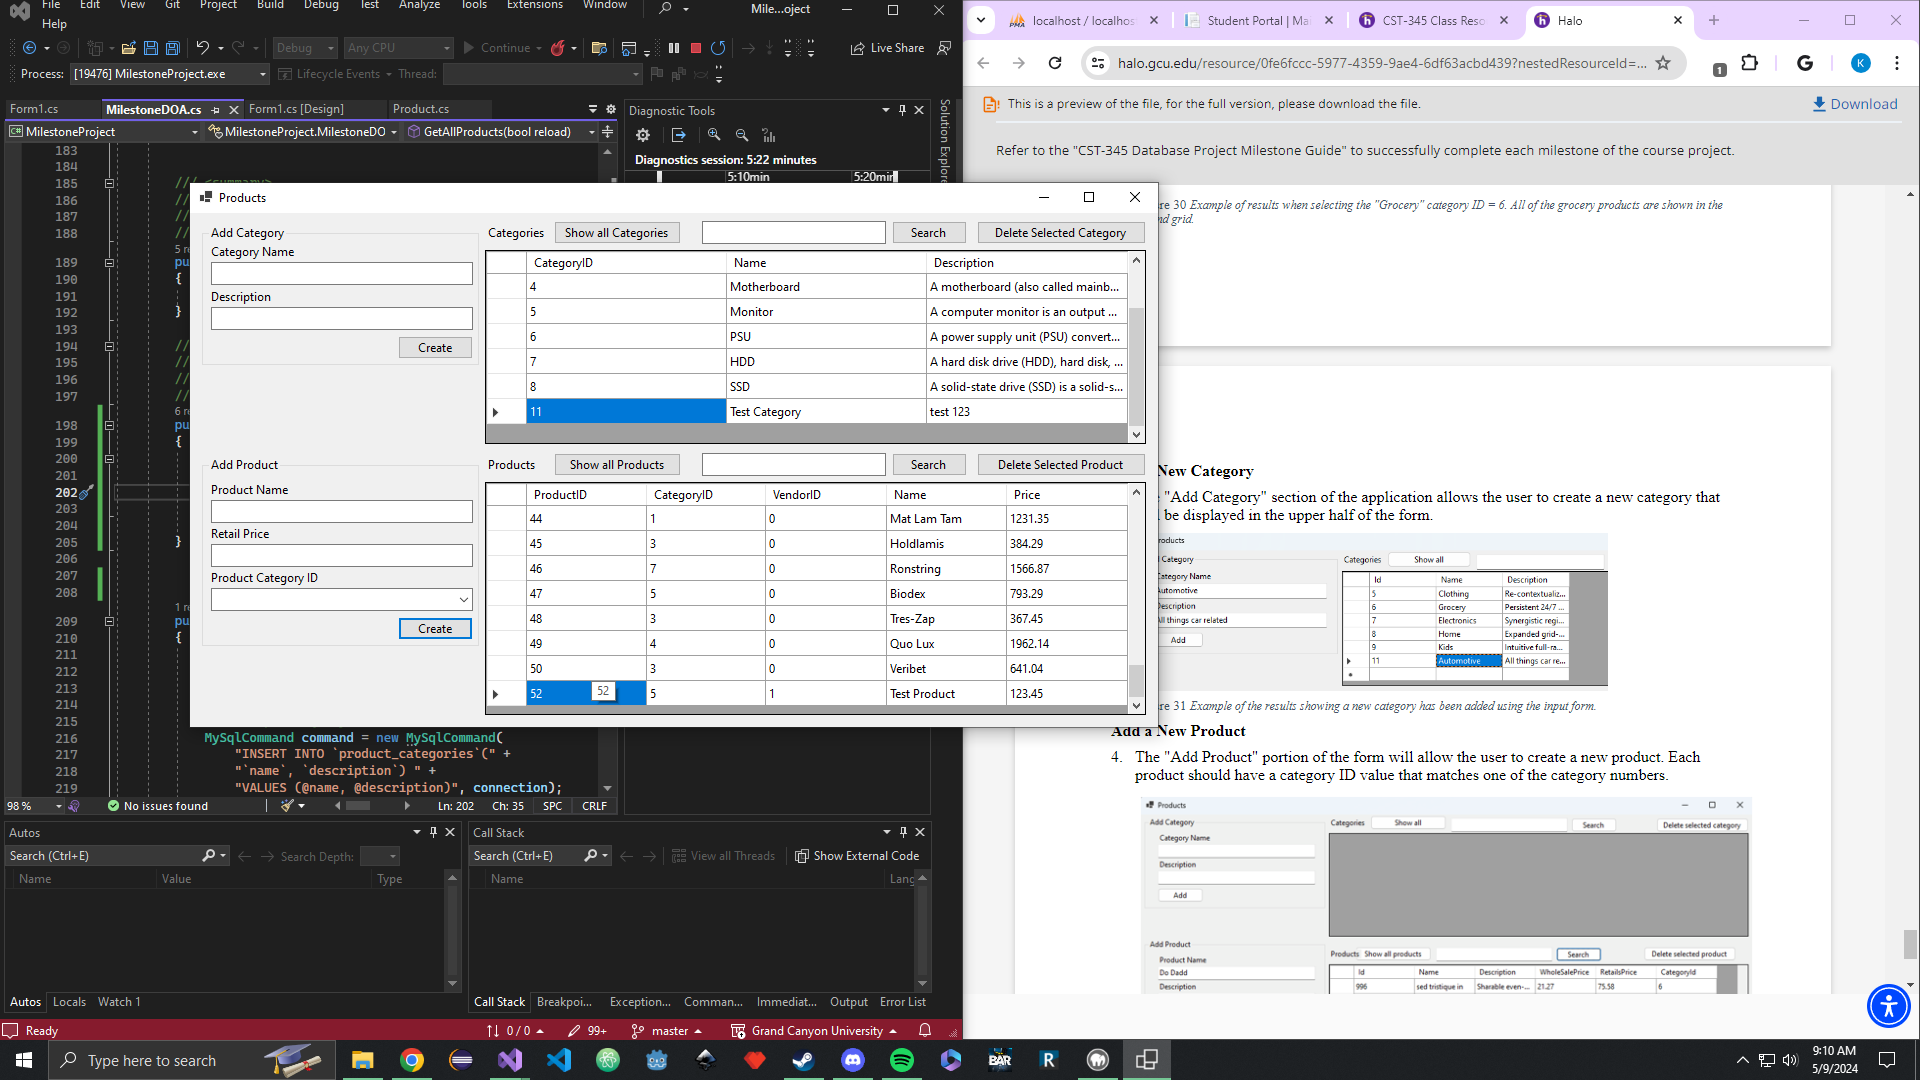 File Edit View Git Project Build Debug Test Analyze Tools Extensions Window
Help
Mile...oject
Debug Any CPU Continue Live Share
Process: [19476] MilestoneProject.exe Lifecycle Events Thread:
Form1.cs MilestoneDOA.cs Form1.cs [Design] Product.cs
MilestoneProject MilestoneProject.MilestoneDO GetAllProducts(bool reload)
183
184
185 /// <summary>
186
187
188
5 re
189 pu
190 {
191
192 }
193
194
195
196
197
6 re
198 pu
199 {
200
201
202
203
204
205 }
206
207
208
1 re
209 pu
210 {
211
212
213
214
215
216 MySqlCommand command = new MySqlCommand(
217 "INSERT INTO `product_categories`(" +
218 "`name`, `description`) " +
219 "VALUES (@name, @description)", connection);
98 % No issues found Ln: 202 Ch: 35 SPC CRLF
Diagnostic Tools
Diagnostics session: 5:22 minutes
5:10min 5:20min
Solution Explore
Products
Add Category
Category Name
Description
Create
Categories Show all Categories Search Delete Selected Category
CategoryID Name Description
4 Motherboard A motherboard (also called mainb...
5 Monitor A computer monitor is an output ...
6 PSU A power supply unit (PSU) convert...
7 HDD A hard disk drive (HDD), hard disk, ...
8 SSD A solid-state drive (SSD) is a solid-s...
11 Test Category test 123
Add Product
Product Name
Retail Price
Product Category ID
Create
Products Show all Products Search Delete Selected Product
ProductID CategoryID VendorID Name Price
44 1 0 Mat Lam Tam 1231.35
45 3 0 Holdlamis 384.29
46 7 0 Ronstring 1566.87
47 5 0 Biodex 793.29
48 3 0 Tres-Zap 367.45
49 4 0 Quo Lux 1962.14
50 3 0 Veribet 641.04
52 5 1 Test Product 123.45
52
Autos
Search (Ctrl+E) Search Depth:
Name Value Type
Autos Locals Watch 1
Call Stack
Search (Ctrl+E) View all Threads Show External Code
Name Lang
Call Stack Breakpoi... Exception... Comman... Immediat... Output Error List
Ready 0 / 0 99+ master Grand Canyon University
localhost / localhos Student Portal | Ma CST-345 Class Reso Halo
halo.gcu.edu/resource/0fe6fccc-5977-4359-9ae4-6df63acbd439?nestedResourceId=...
1 G K
This is a preview of the file, for the full version, please download the file. Download
Refer to the "CST-345 Database Project Milestone Guide" to successfully complete each milestone of the course project.
re 30 Example of results when selecting the "Grocery" category ID = 6. All of the grocery products are shown in the
nd grid.
New Category
"Add Category" section of the application allows the user to create a new category that
be displayed in the upper half of the form.
oducts
Category
Category Name
Automotive
escription
All things car related
Add
Categories Show all
Id Name Description
5 Clothing Re-contextualiz...
6 Grocery Persistent 24/7 ...
7 Electronics Synergistic regi...
8 Home Expanded grid-...
9 Kids Intuitive full-ra...
11 Automotive All things car re...
re 31 Example of the results showing a new category has been added using the input form.
Add a New Product
4. The "Add Product" portion of the form will allow the user to create a new product. Each
product should have a category ID value that matches one of the category numbers.
Products
Add Category
Category Name
Description
Add
Categories Show all Search Delete selected category
Add Product
Product Name
Do Dadd
Description
Products Show all products Search Delete selected product
Id Name Description WholeSalePrice RetailsPrice CategoryId
996 sed tristique in Sharable even-... 21.27 75.58 6
Type here to search
BAR R
9:10 AM
5/9/2024